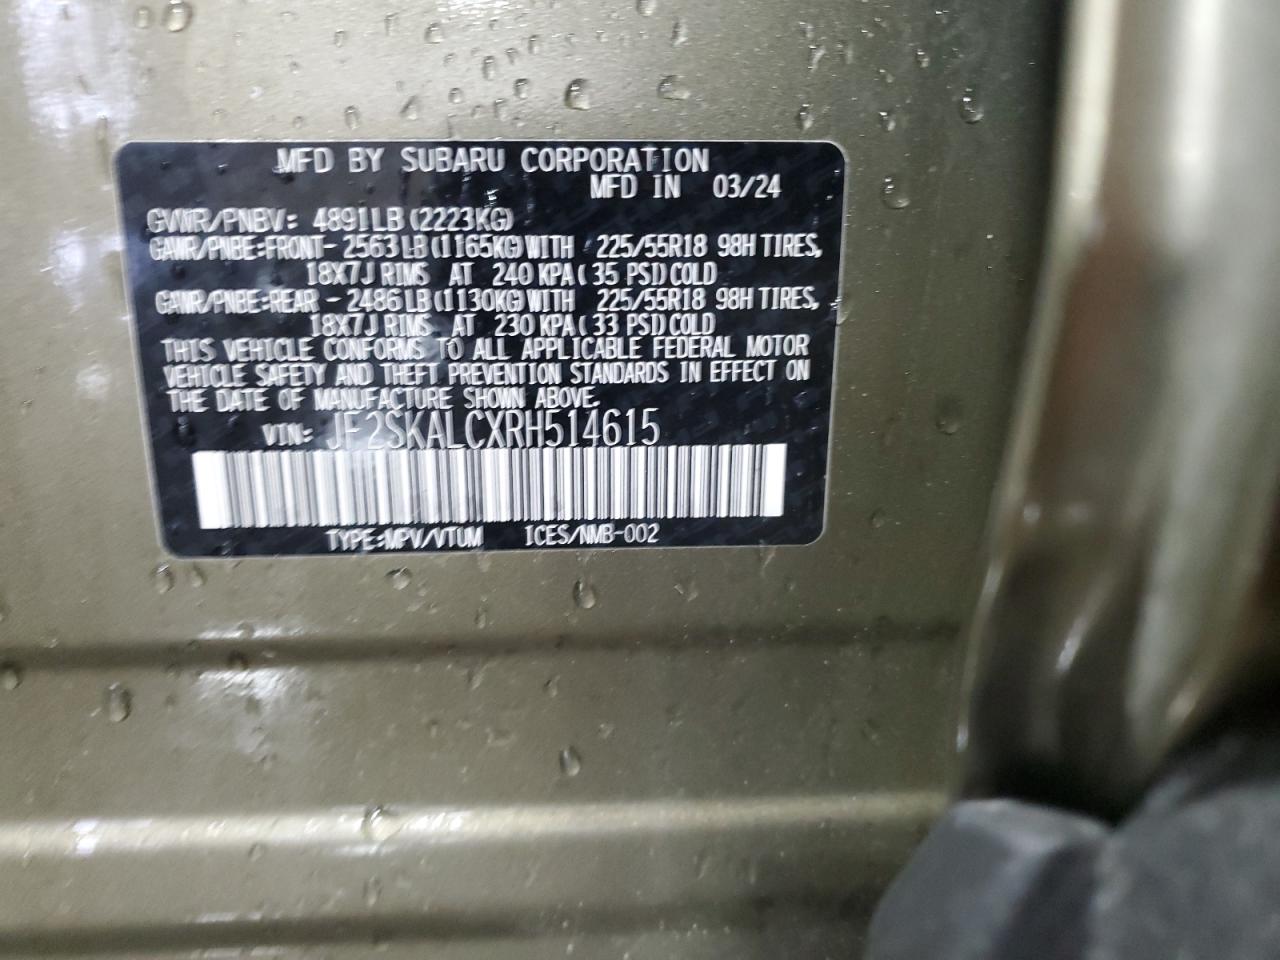 MFD BY SUBARU CORPORATION
MFD IN 03/24
GVWR/PNBV: 4891LB(2223KG)
GAWR/PNBE:FRONT-2563LB(1165KG)WITH 225/55R18 98H TIRES,
18X7J RIMS AT 240 KPA(35 PSI)COLD
GAWR/PNBE:REAR -2486LB(1130KG)WITH 225/55R18 98H TIRES,
18X7J RIMS AT 230 KPA(33 PSI)COLD
THIS VEHICLE CONFORMS TO ALL APPLICABLE FEDERAL MOTOR
VEHICLE SAFETY AND THEFT PREVENTION STANDARDS IN EFFECT ON
THE DATE OF MANUFACTURE SHOWN ABOVE.
VIN: JF2SKALCXRH514615
TYPE:MPV/VTUM ICES/NMB-002